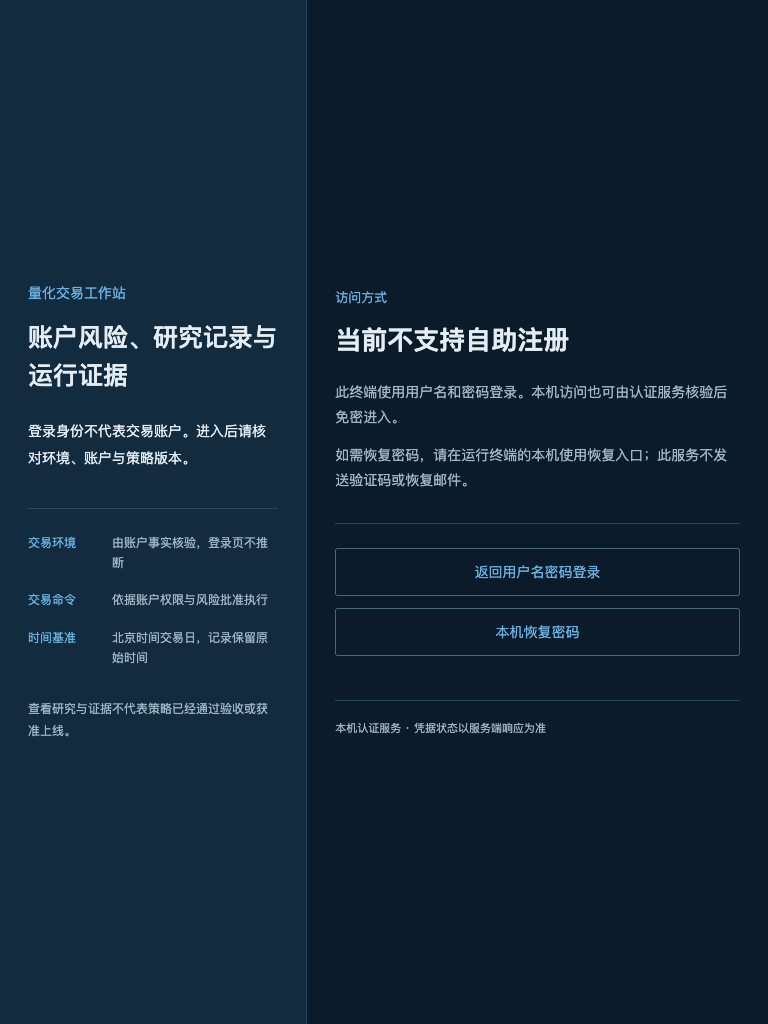 量化交易工作站
账户风险、研究记录与
运行证据
登录身份不代表交易账户。进入后请核
对环境、账户与策略版本。
交易环境
由账户事实核验，登录页不推
断
交易命令
依据账户权限与风险批准执行
时间基准
北京时间交易日，记录保留原
始时间
查看研究与证据不代表策略已经通过验收或获
准上线。
访问方式
当前不支持自助注册
此终端使用用户名和密码登录。本机访问也可由认证服务核验后
免密进入。
如需恢复密码，请在运行终端的本机使用恢复入口；此服务不发
送验证码或恢复邮件。
返回用户名密码登录
本机恢复密码
本机认证服务 · 凭据状态以服务端响应为准